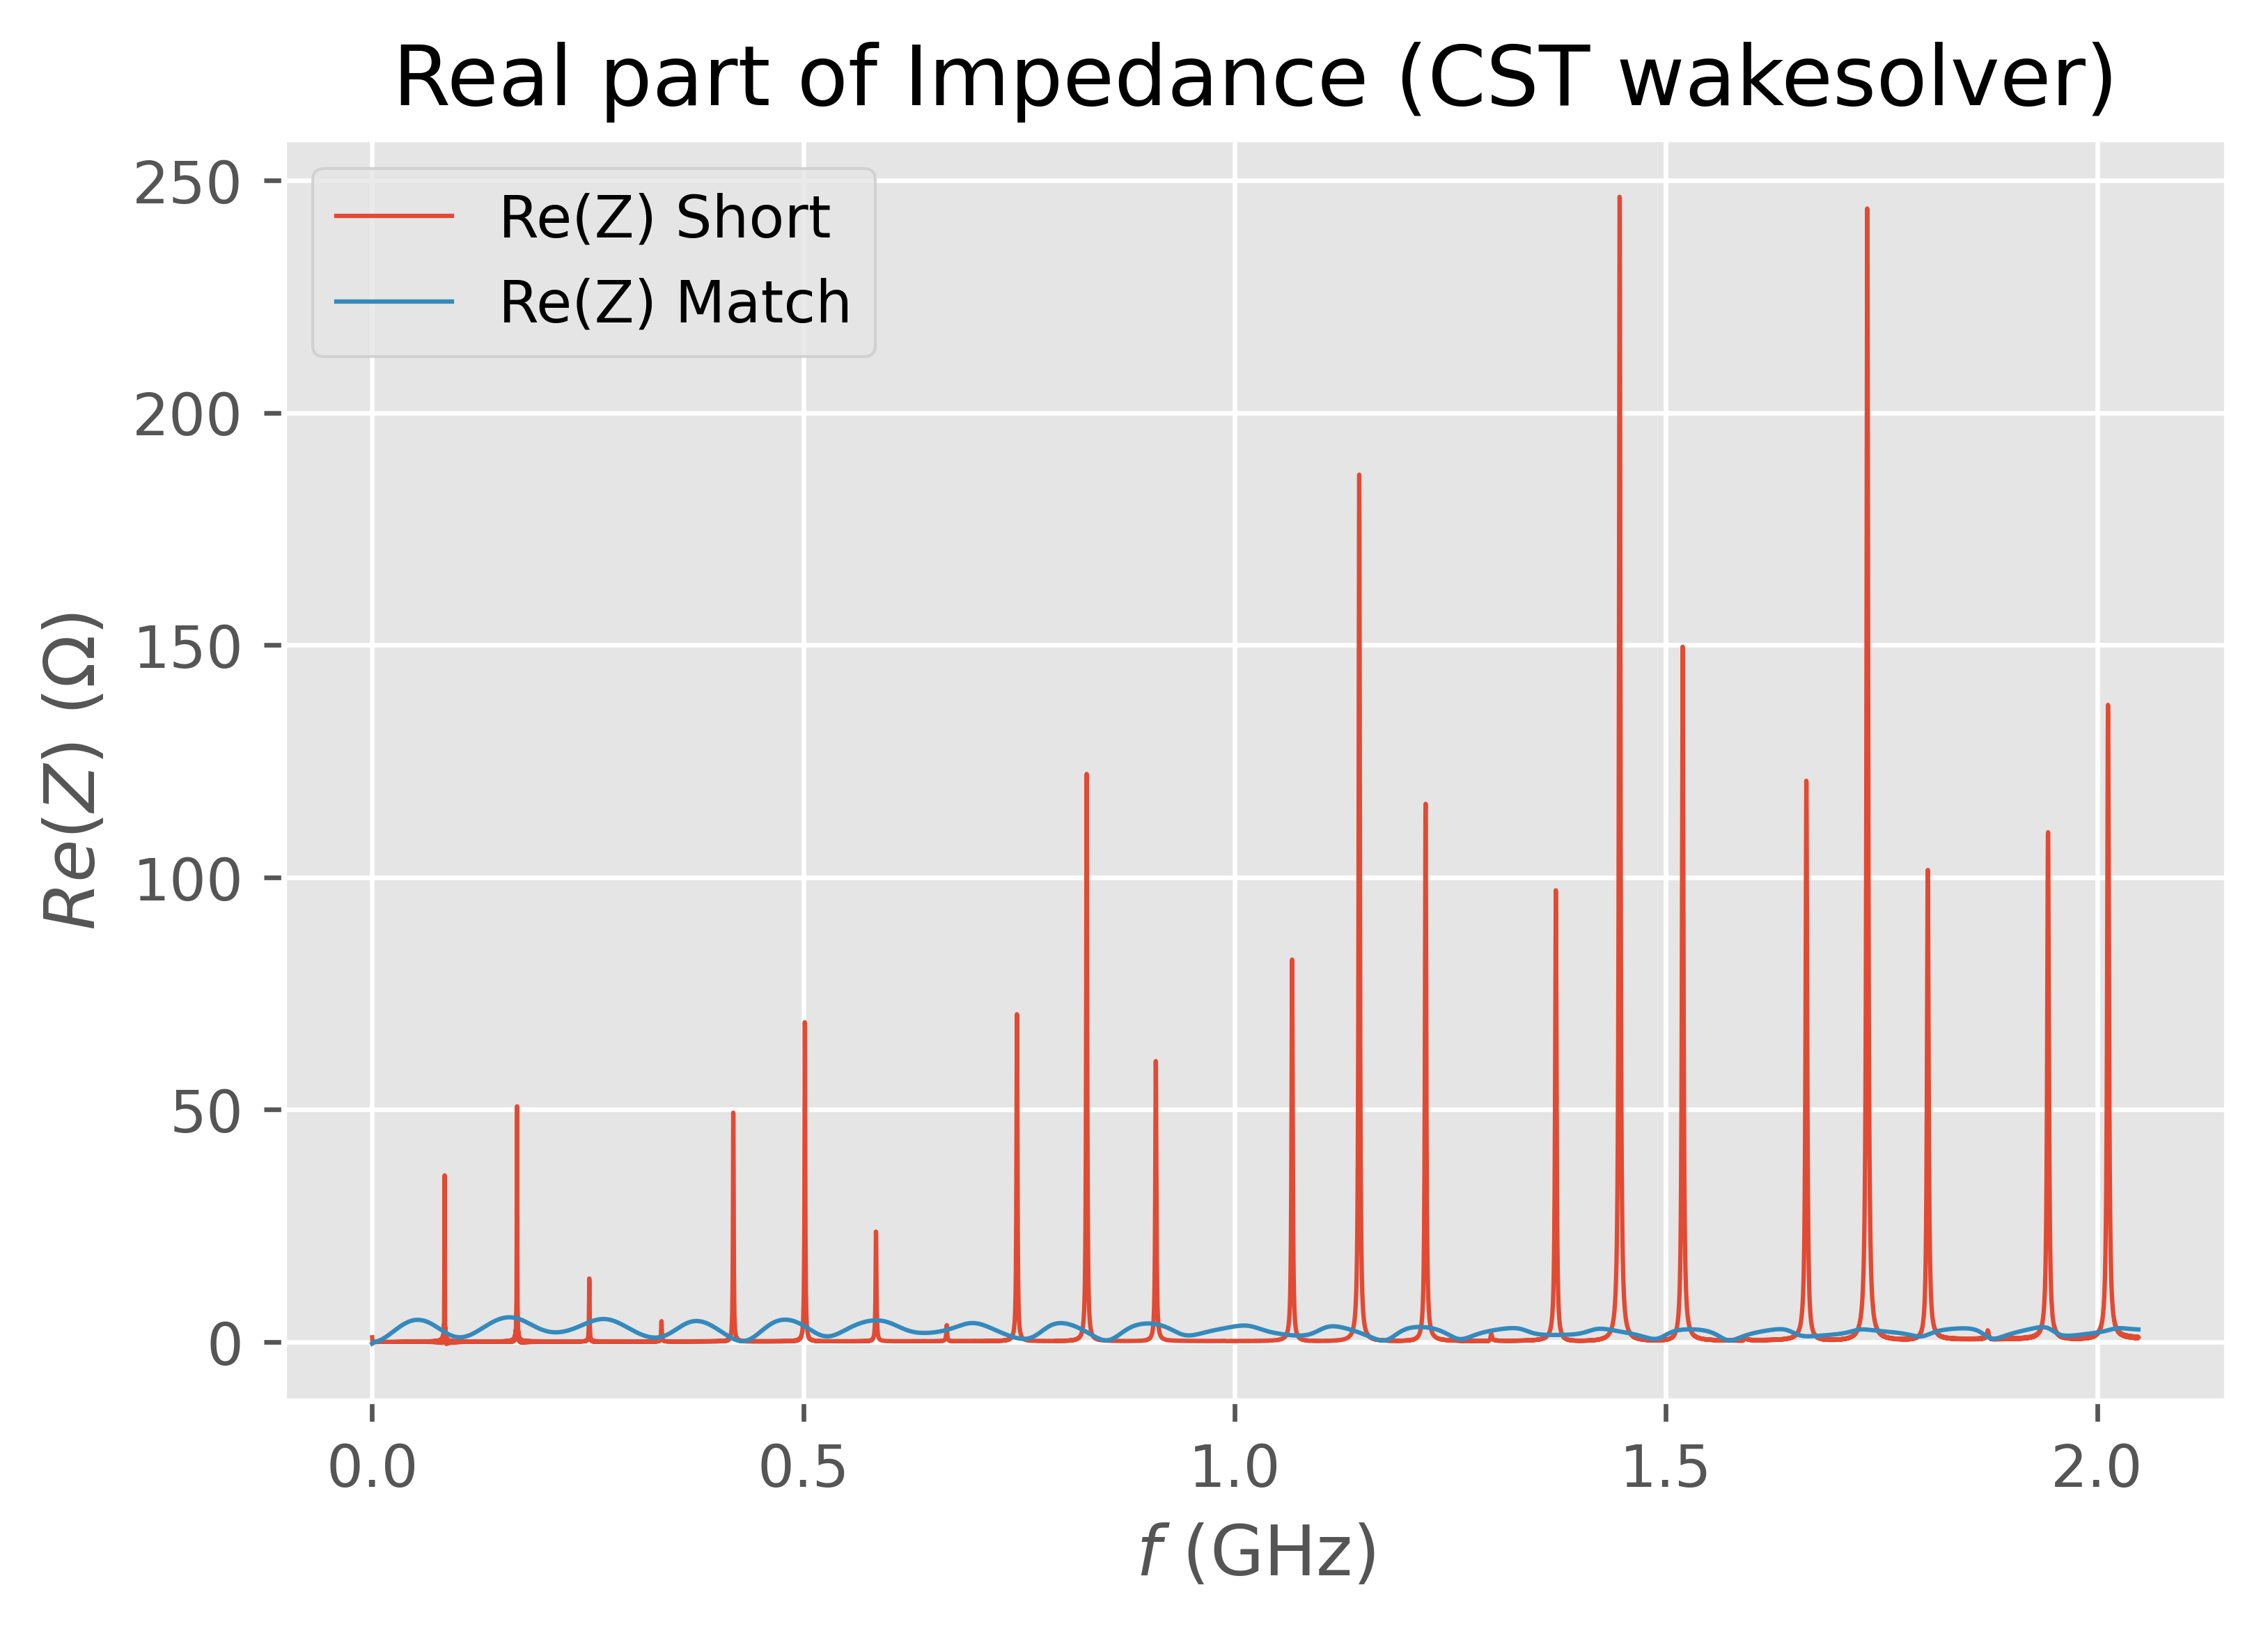 Real part of Impedance (CST wakesolver)
Re(Z) Short
Re(Z) Match
250
200
150
100
50
0
Re(Z) (Ω)
0.0 0.5 1.0 1.5 2.0
f (GHz)